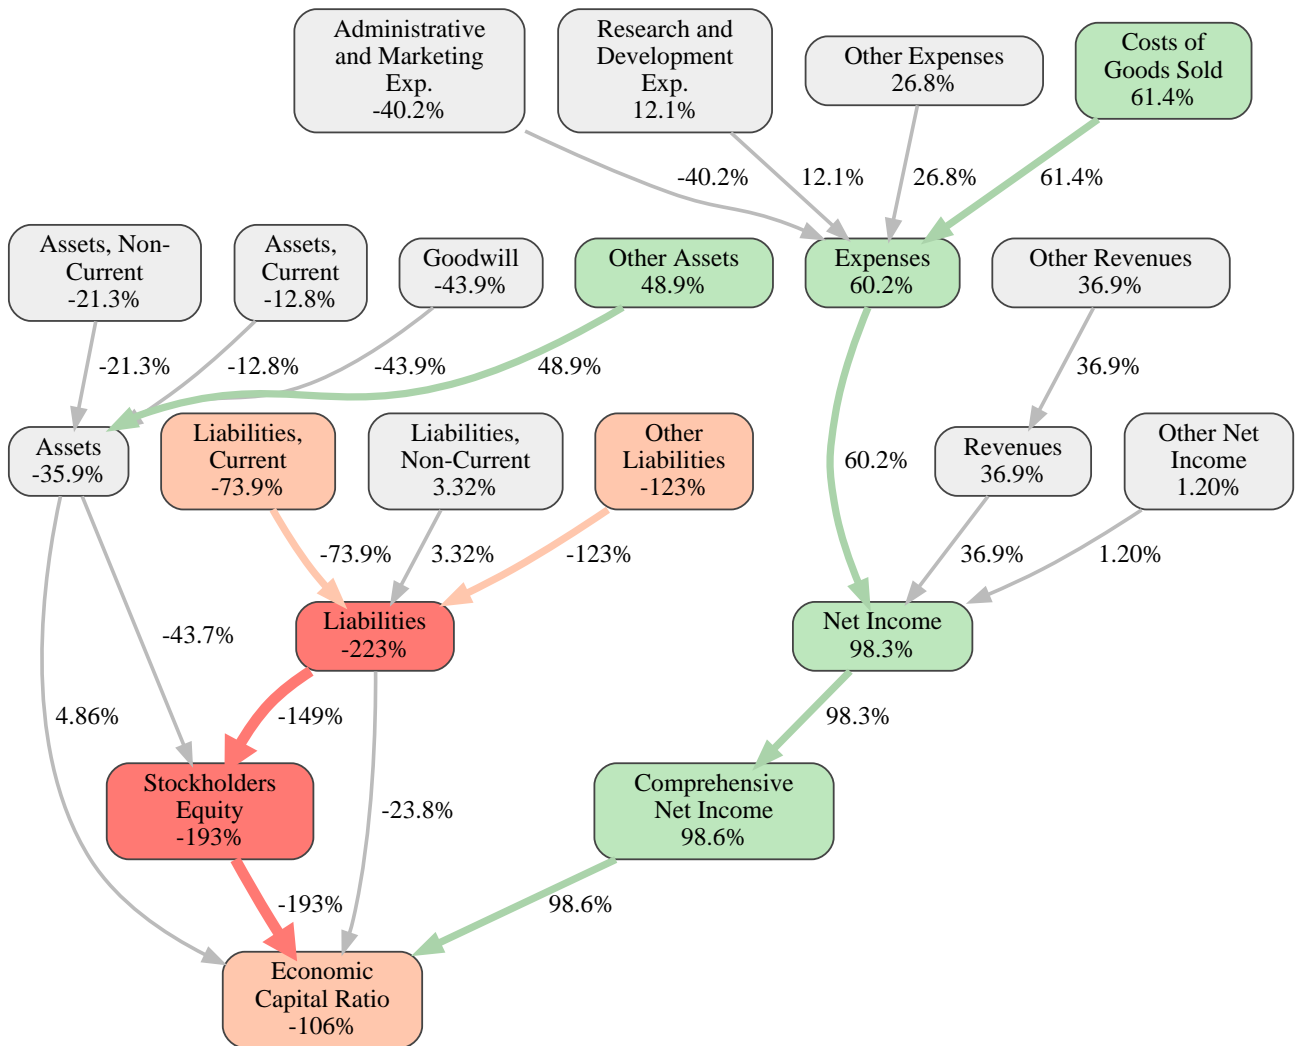 Administrative
and Marketing
Exp.
-40.2%
Research and
Development
Exp.
12.1%
Other Expenses
26.8%
Costs of
Goods Sold
61.4%
-40.2%
12.1%
26.8%
61.4%
Assets, Non-
Current
-21.3%
Assets,
Current
-12.8%
Goodwill
-43.9%
Other Assets
48.9%
Expenses
60.2%
Other Revenues
36.9%
-21.3%
-12.8%
-43.9%
48.9%
36.9%
Assets
-35.9%
Liabilities,
Current
-73.9%
Liabilities,
Non-Current
3.32%
Other
Liabilities
-123%
60.2%
Revenues
36.9%
Other Net
Income
1.20%
-73.9%
3.32%
-123%
36.9%
1.20%
Liabilities
-223%
Net Income
98.3%
-43.7%
4.86%
-149%
98.3%
Stockholders
Equity
-193%
-23.8%
Comprehensive
Net Income
98.6%
-193%
98.6%
Economic
Capital Ratio
-106%